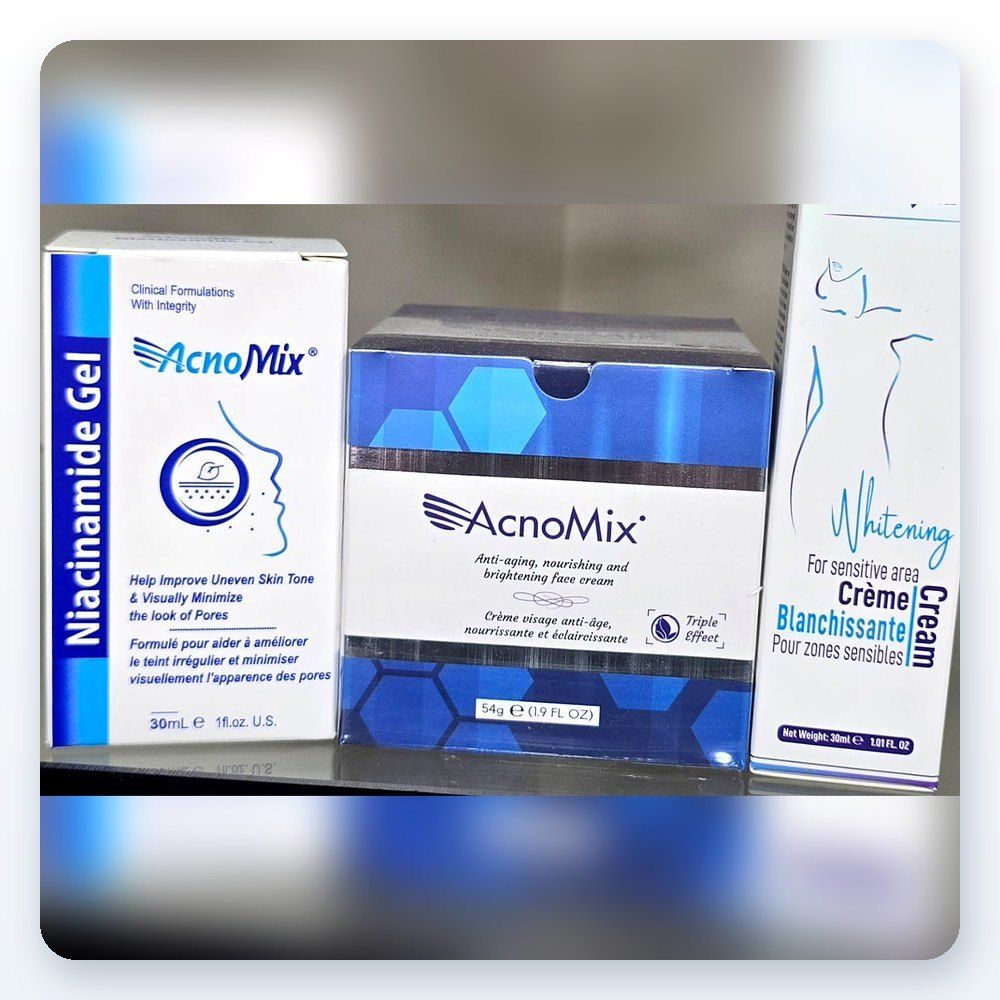 Clinical Formulations
With Integrity
AcnoMix®
Niacinamide Gel
Help Improve Uneven Skin Tone
& Visually Minimize
the look of Pores
Formulé pour aider à améliorer
le teint irrégulier et minimiser
visuellement l'apparence des pores
30mL e 1fl.oz. U.S.
AcnoMix
Anti-aging, nourishing and
brightening face cream
Crème visage anti-âge,
nourrissante et éclaircissante
Triple
Effect
54g e (1.9 FL OZ)
Whitening
For sensitive area
Crème
Blanchissante
Pour zones sensibles
Cream
Net Weight: 30ml e 1.01 FL. OZ